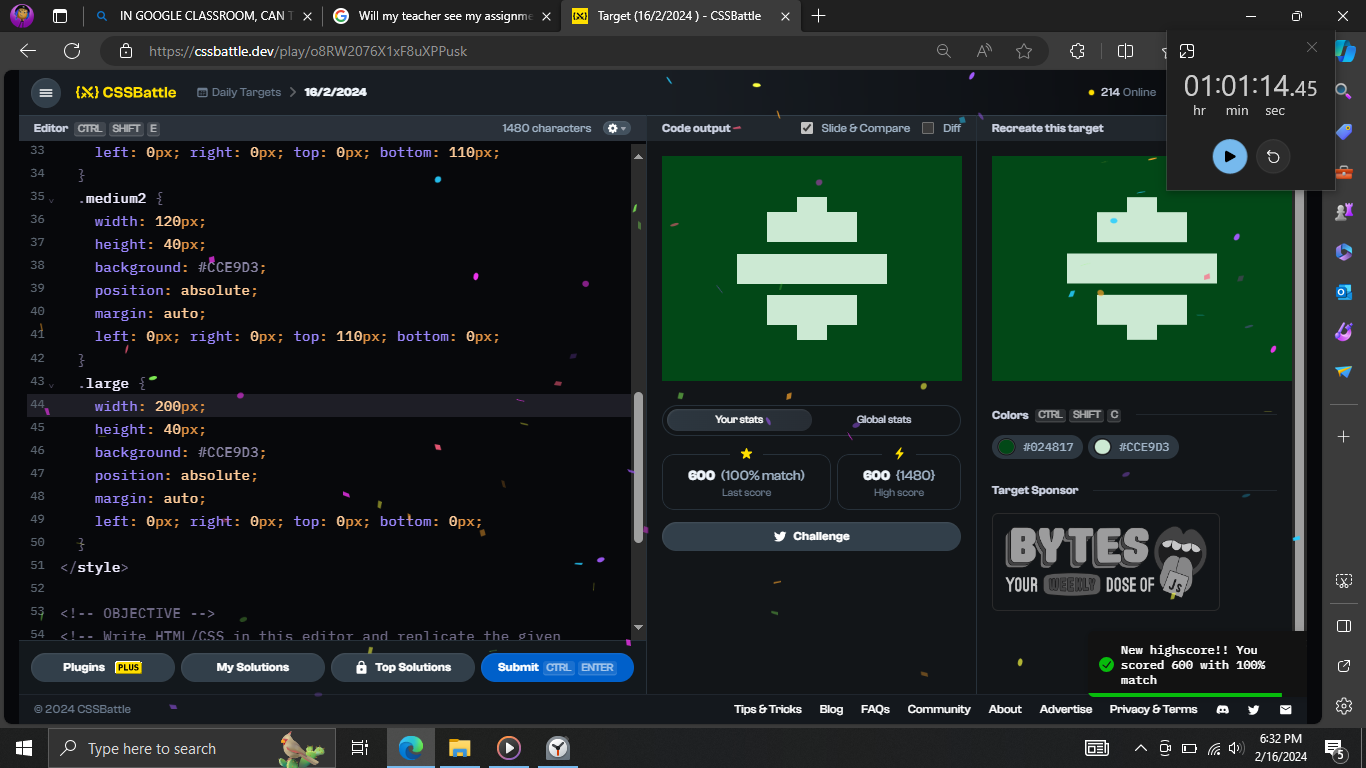 IN GOOGLE CLASSROOM, CAN T
Will my teacher see my assignme
Target (16/2/2024 ) - CSSBattle
https://cssbattle.dev/play/o8RW2076X1xF8uXPPusk
01:01:14.45
hr min sec
{X} CSSBattle
Daily Targets > 16/2/2024
214 Online
Editor CTRL SHIFT E
1480 characters
Code output
Slide & Compare
Diff
Recreate this target
33 left: 0px; right: 0px; top: 0px; bottom: 110px;
34 }
35 .medium2 {
36 width: 120px;
37 height: 40px;
38 background: #CCE9D3;
39 position: absolute;
40 margin: auto;
41 left: 0px; right: 0px; top: 110px; bottom: 0px;
42 }
43 .large {
44 width: 200px;
45 height: 40px;
46 background: #CCE9D3;
47 position: absolute;
48 margin: auto;
49 left: 0px; right: 0px; top: 0px; bottom: 0px;
50 }
51 </style>
52
53 <!-- OBJECTIVE -->
54 <!-- Write HTML/CSS in this editor and replicate the given
Your stats
Global stats
600 (100% match)
Last score
600 {1480}
High score
Challenge
Colors CTRL SHIFT C
#024817
#CCE9D3
Target Sponsor
BYTES
YOUR WEEKLY DOSE OF JS
New highscore!! You
scored 600 with 100%
match
Plugins PLUS
My Solutions
Top Solutions
Submit CTRL ENTER
© 2024 CSSBattle
Tips & Tricks Blog FAQs Community About Advertise Privacy & Terms
Type here to search
6:32 PM
2/16/2024
5